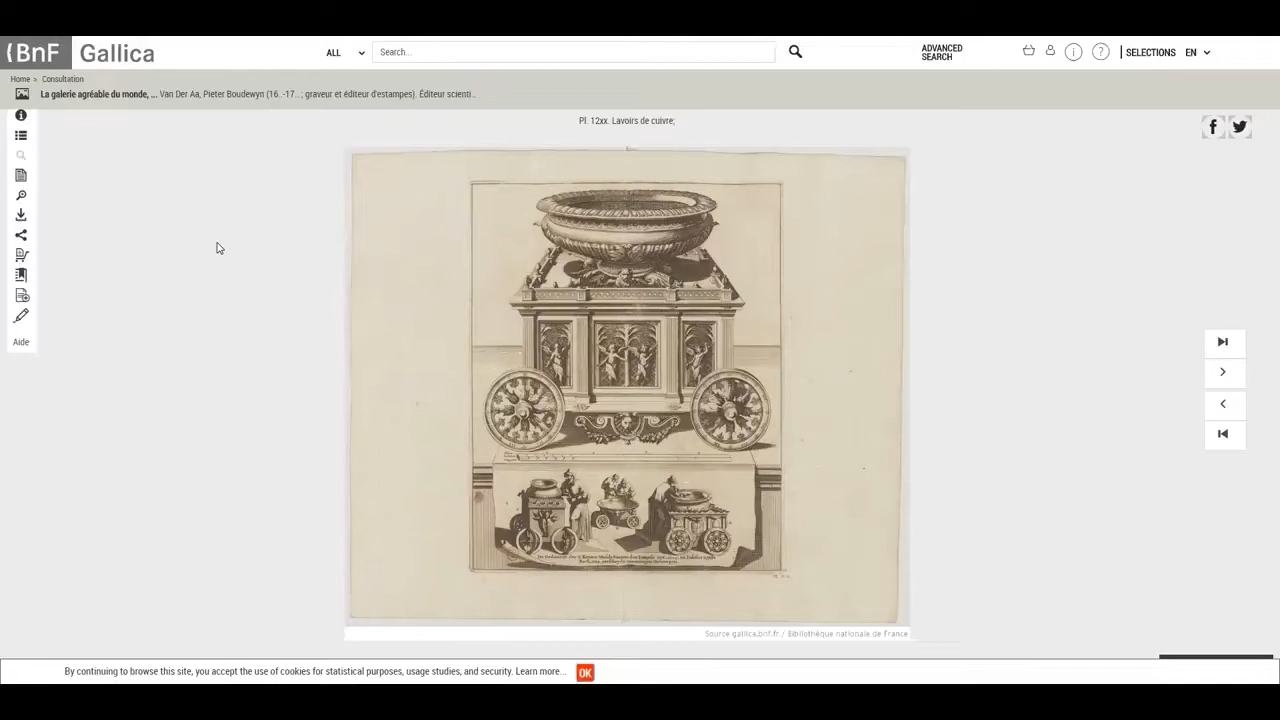 BnF Gallica
ALL
Search...
ADVANCED
SEARCH
SELECTIONS
EN
Home > Consultation
La galerie agréable du monde, ... Van Der Aa, Pieter Boudewyn (16..-17.. ; graveur et éditeur d'estampes). Éditeur scienti...
Pl. 12xx. Lavoirs de cuivre;
Aide
Source gallica.bnf.fr / Bibliothèque nationale de France
By continuing to browse this site, you accept the use of cookies for statistical purposes, usage studies, and security. Learn more...
OK